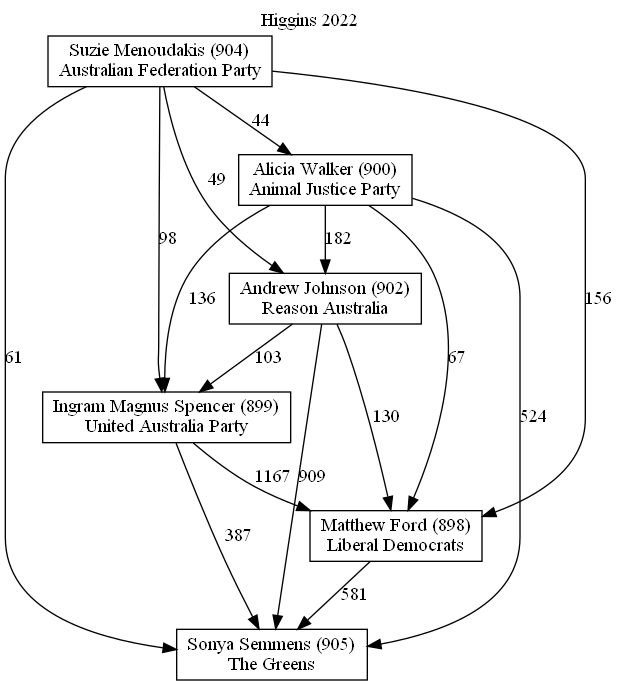 Higgins 2022
Suzie Menoudakis (904)
Australian Federation Party
44
Alicia Walker (900)
Animal Justice Party
49
98
182
136
156
Andrew Johnson (902)
Reason Australia
61
103
67
Ingram Magnus Spencer (899)
United Australia Party
130
524
1167
909
Matthew Ford (898)
Liberal Democrats
387
581
Sonya Semmens (905)
The Greens